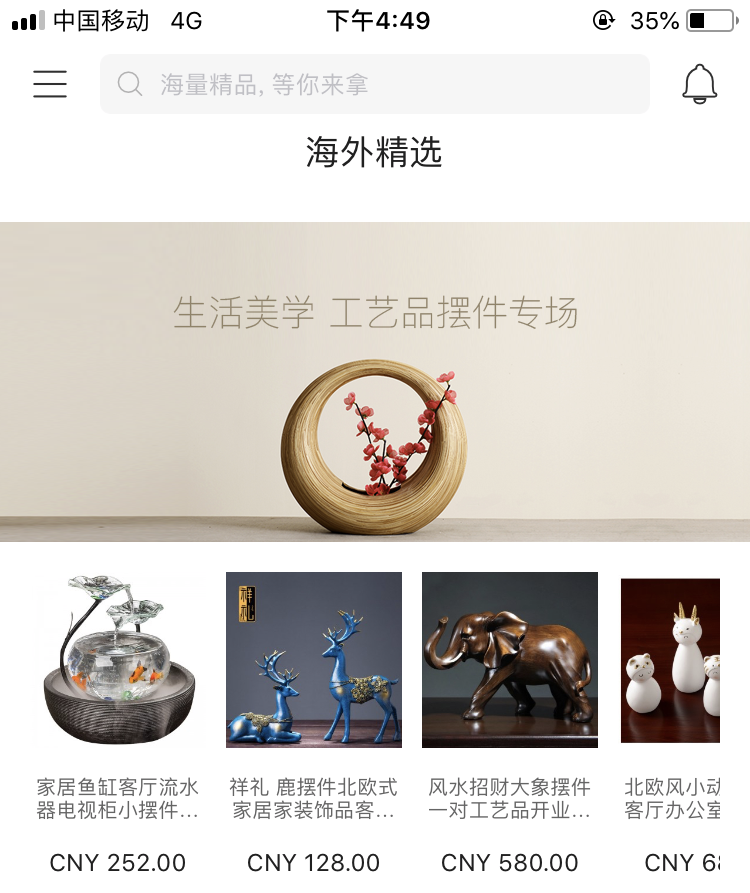 中国移动 4G 下午4:49 35%
海量精品, 等你来拿
海外精选
生活美学 工艺品摆件专场
祥礼
家居鱼缸客厅流水
器电视柜小摆件...
祥礼 鹿摆件北欧式
家居家装饰品客...
风水招财大象摆件
一对工艺品开业...
北欧风小动
客厅办公室
CNY 252.00
CNY 128.00
CNY 580.00
CNY 68